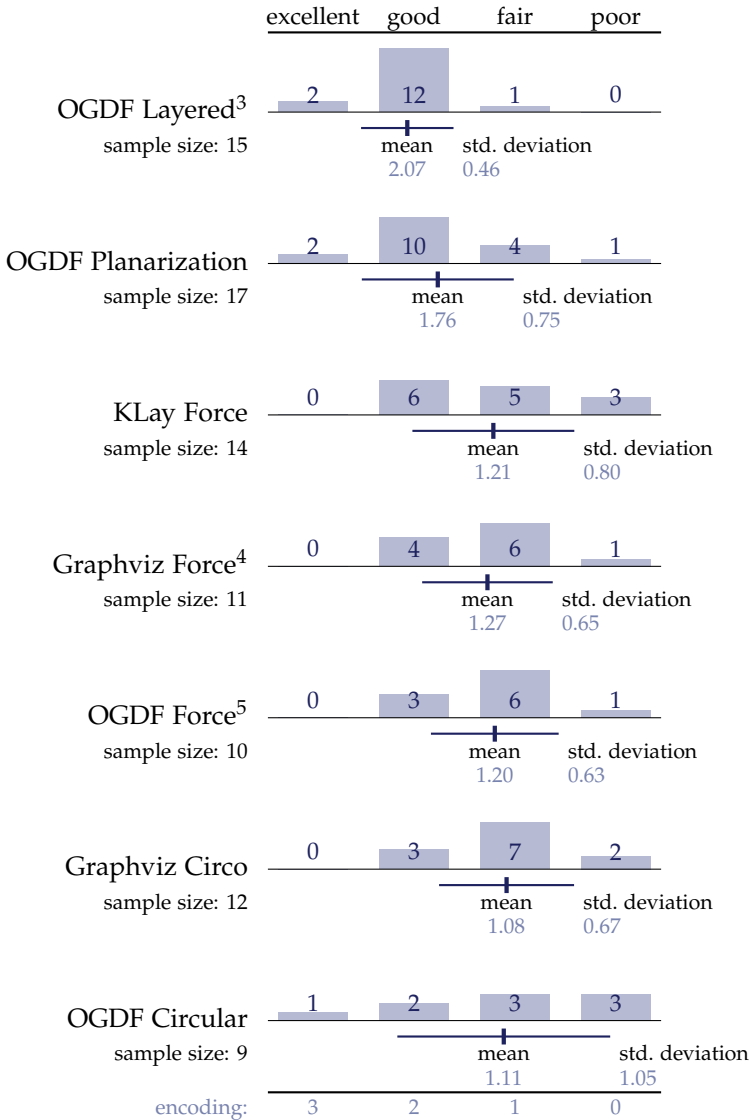 excellent good fair poor
OGDF Layered³ 2 12 1 0
sample size: 15 mean std. deviation
2.07 0.46
OGDF Planarization 2 10 4 1
sample size: 17 mean std. deviation
1.76 0.75
KLay Force 0 6 5 3
sample size: 14 mean std. deviation
1.21 0.80
Graphviz Force⁴ 0 4 6 1
sample size: 11 mean std. deviation
1.27 0.65
OGDF Force⁵ 0 3 6 1
sample size: 10 mean std. deviation
1.20 0.63
Graphviz Circo 0 3 7 2
sample size: 12 mean std. deviation
1.08 0.67
OGDF Circular 1 2 3 3
sample size: 9 mean std. deviation
1.11 1.05
encoding: 3 2 1 0